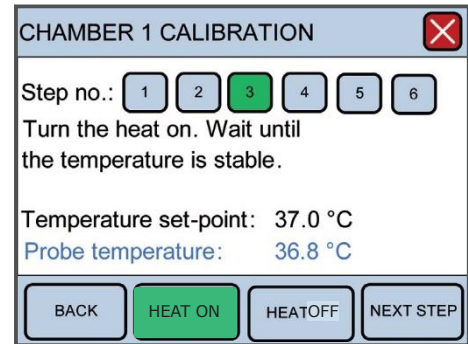 CHAMBER 1 CALIBRATION
Step no.: 1 2 3 4 5 6
Turn the heat on. Wait until
the temperature is stable.
Temperature set-point: 37.0 °C
Probe temperature: 36.8 °C
BACK HEAT ON HEATOFF NEXT STEP